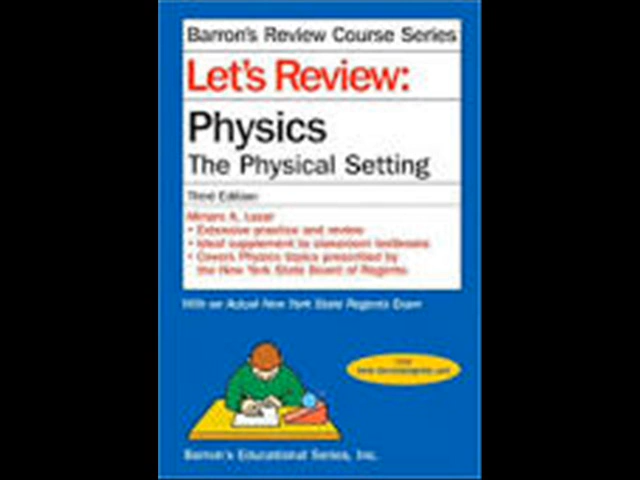 Barron's Review Course Series
Let's Review:
Physics
The Physical Setting
Third Edition
Miriam A. Lazar
• Extensive practice and review
• Ideal supplement to classroom textbooks
• Covers Physics topics prescribed by
the New York State Board of Regents
With an Actual New York State Regents Exam
Barron's Educational Series, Inc.